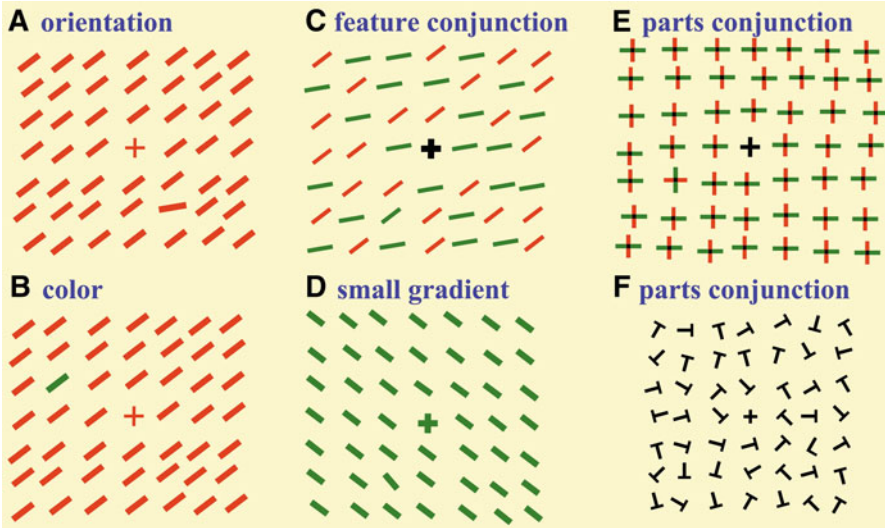 A orientation
C feature conjunction
E parts conjunction
B color
D small gradient
F parts conjunction